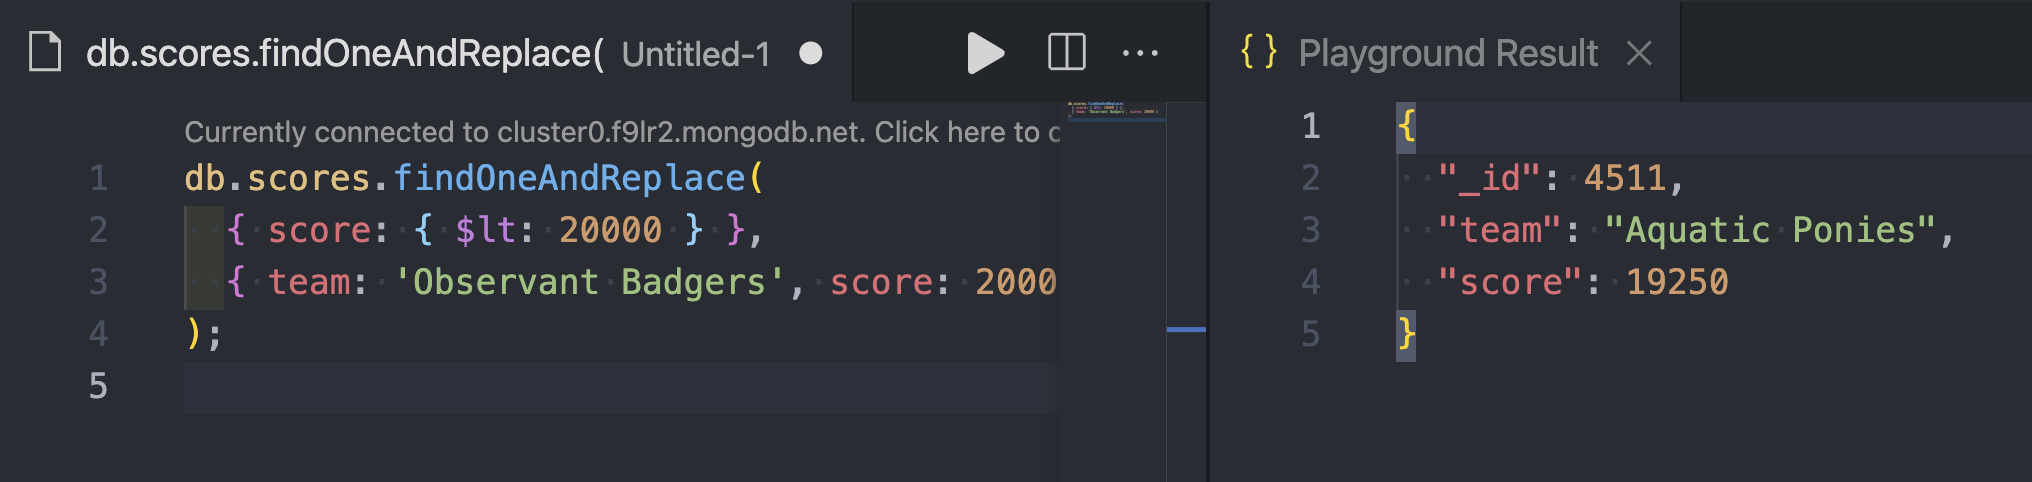 db.scores.findOneAndReplace( Untitled-1
Playground Result
Currently connected to cluster0.f9lr2.mongodb.net. Click here to c
1 db.scores.findOneAndReplace(
2 { score: { $lt: 20000 } },
3 { team: 'Observant Badgers', score: 2000
4 );
5
1 {
2 "_id": 4511,
3 "team": "Aquatic Ponies",
4 "score": 19250
5 }